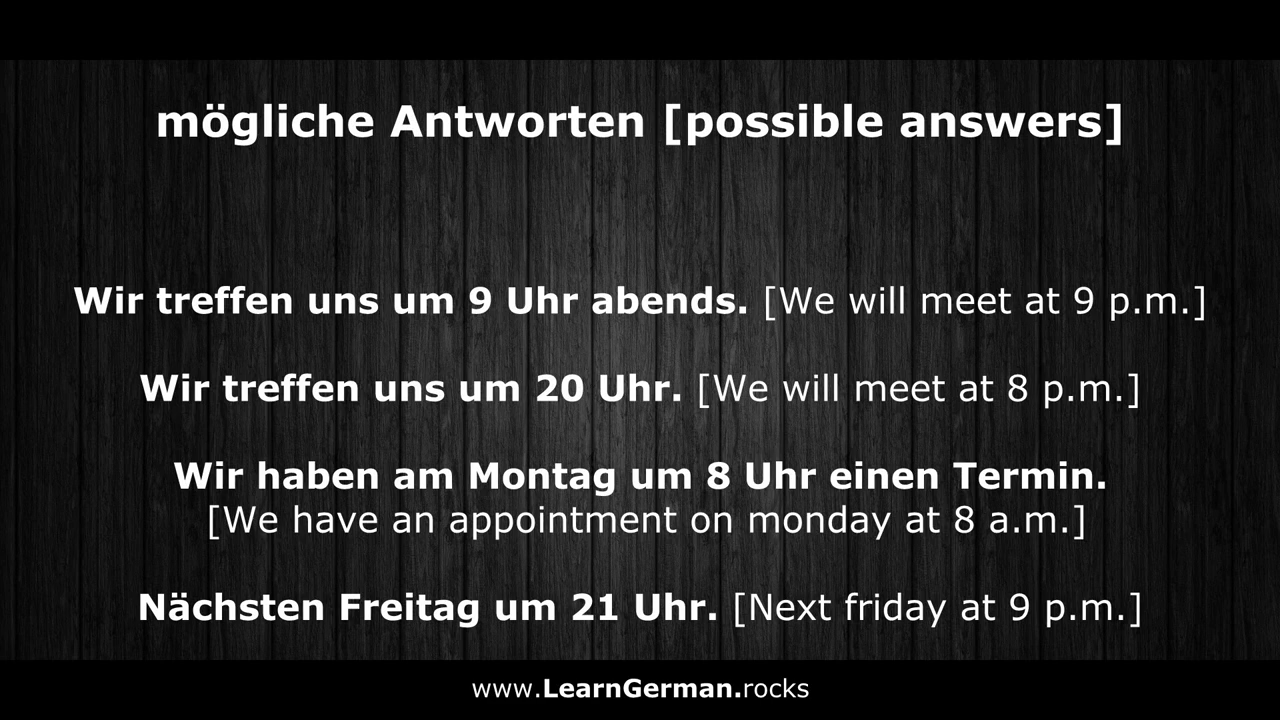 mögliche Antworten [possible answers]
Wir treffen uns um 9 Uhr abends. [We will meet at 9 p.m.]
Wir treffen uns um 20 Uhr. [We will meet at 8 p.m.]
Wir haben am Montag um 8 Uhr einen Termin.
[We have an appointment on monday at 8 a.m.]
Nächsten Freitag um 21 Uhr. [Next friday at 9 p.m.]
www.LearnGerman.rocks